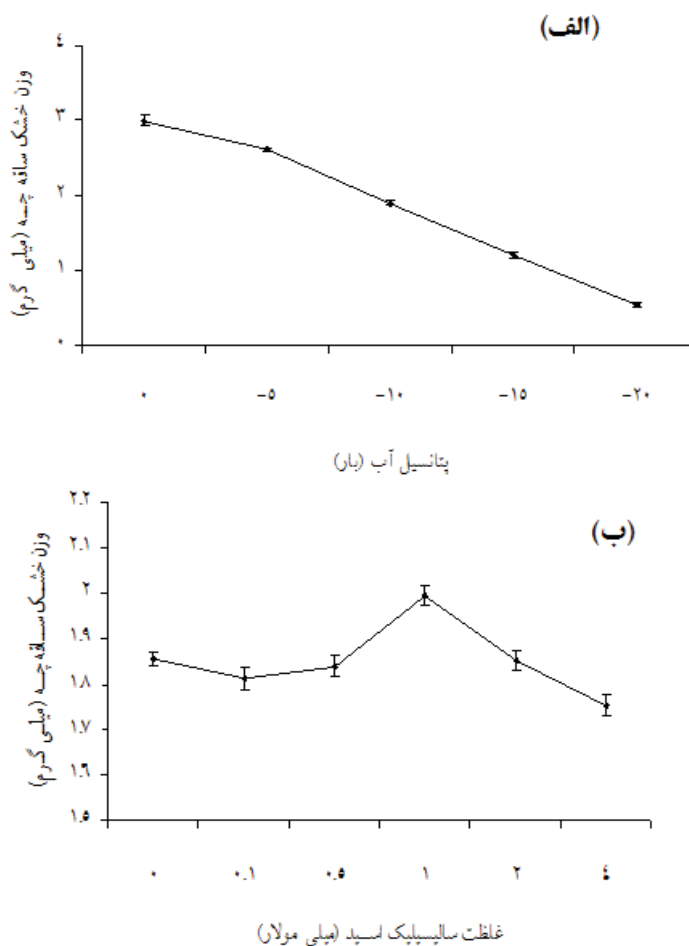 (الف)
وزن خشک ساقه چه (میلی گرم)
٤
٣
٢
١
٠
٠ -٥ -١٠ -١٥ -٢٠
پتانسیل آب (بار)
(ب)
وزن خشک ساقه چه (میلی گرم)
٢.٢
٢.١
٢
١.٩
١.٨
١.٧
١.٦
١.٥
٠ ٠.١ ٠.٥ ١ ٢ ٤
غلظت سالیسیلیک اسید (میلی مولار)